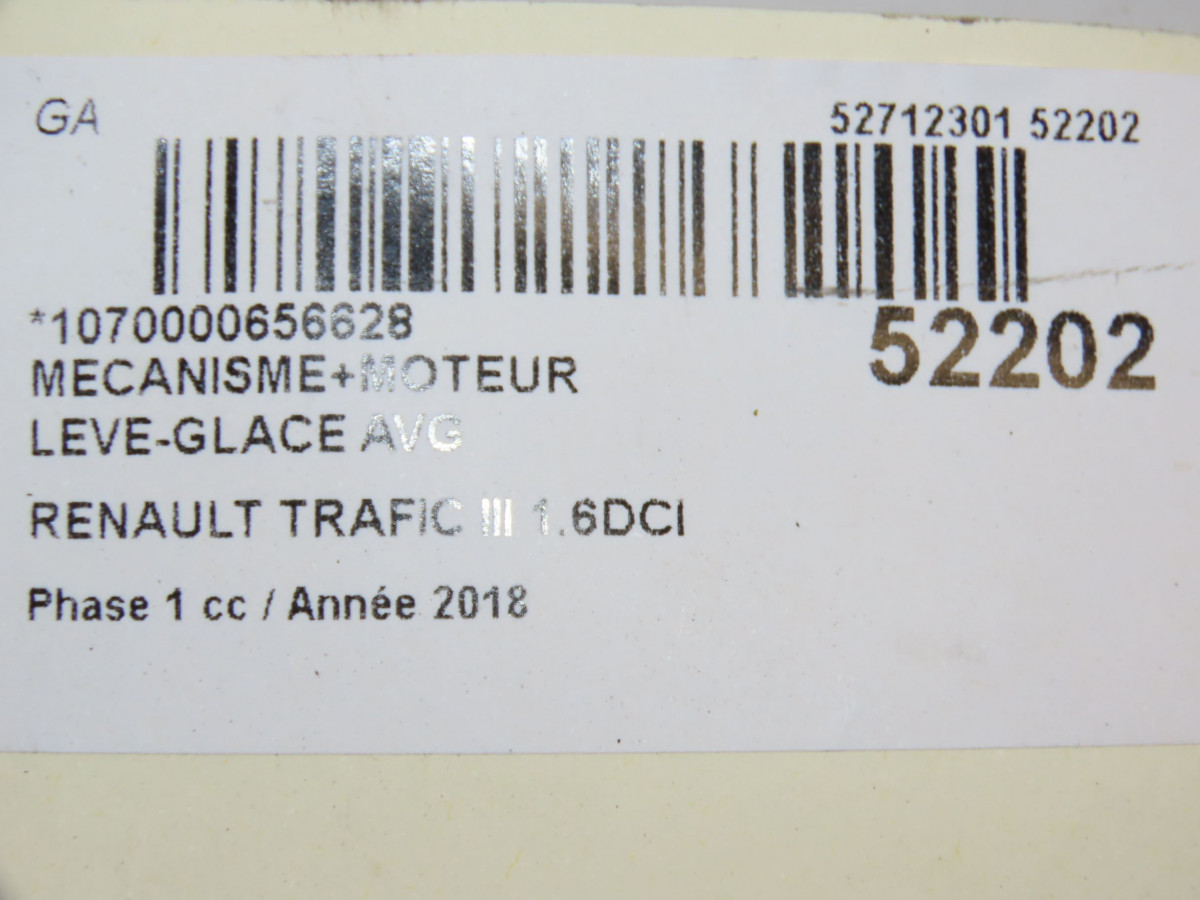 GA
52712301 52202
*1070000656628
52202
MECANISME+MOTEUR
LEVE-GLACE AVG
RENAULT TRAFIC III 1.6DCI
Phase 1 cc / Année 2018